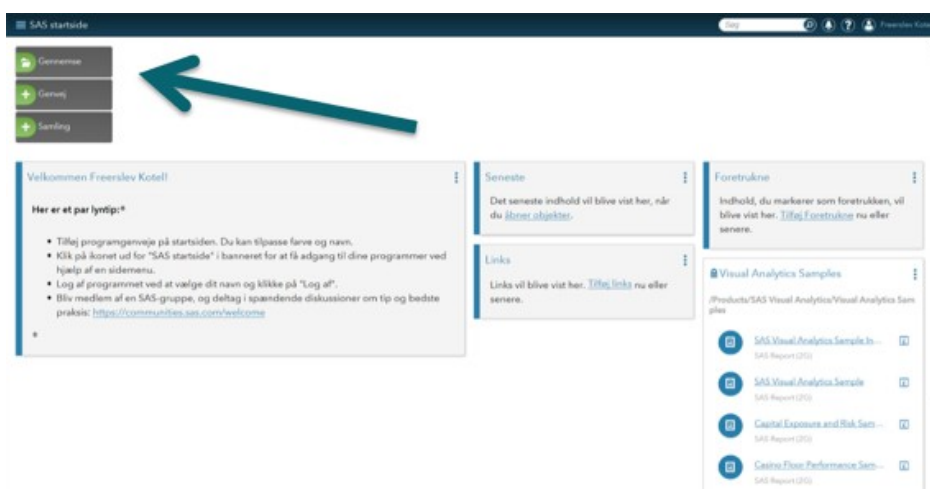 SAS startside
Søg
Freerslev Kotel
Gennemse
Genvej
Samling
Velkommen Freerslev Kotel!
Her er et par lyntip:*
Tilføj programgenveje på startsiden. Du kan tilpasse farve og navn.
Klik på ikonet ud for "SAS startside" i banneret for at få adgang til dine programmer ved
hjælp af en sidemenu.
Log af programmet ved at vælge dit navn og klikke på "Log af".
Bliv medlem af en SAS-gruppe, og deltag i spændende diskussioner om tip og bedste
praksis: https://communities.sas.com/welcome
*
Seneste
Det seneste indhold vil blive vist her, når
du åbner objekter.
Links
Links vil blive vist her. Tilføj links nu eller
senere.
Foretrukne
Indhold, du markerer som foretrukken, vil
blive vist her. Tilføj Foretrukne nu eller
senere.
Visual Analytics Samples
/Products/SAS Visual Analytics/Visual Analytics Sam
ples
SAS Visual Analytics Sample In...
SAS Report (2G)
SAS Visual Analytics Sample
SAS Report (2G)
Capital Exposure and Risk Sam...
SAS Report (2G)
Casino Floor Performance Sam...
SAS Report (2G)